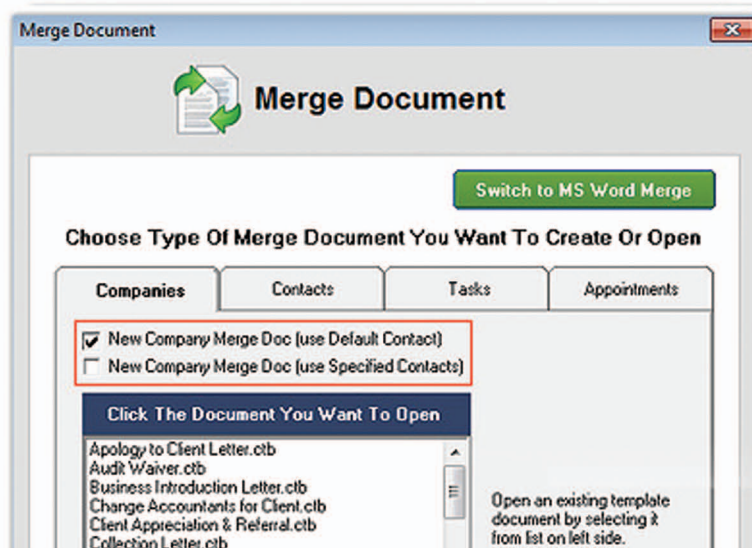 Merge Document
Merge Document
Switch to MS Word Merge
Choose Type Of Merge Document You Want To Create Or Open
Companies
Contacts
Tasks
Appointments
New Company Merge Doc (use Default Contact)
New Company Merge Doc (use Specified Contacts)
Click The Document You Want To Open
Apology to Client Letter.ctb
Audit Waiver.ctb
Business Introduction Letter.ctb
Change Accountants for Client.ctb
Client Appreciation & Referral.ctb
Collection Letter.ctb
Open an existing template
document by selecting it
from list on left side.